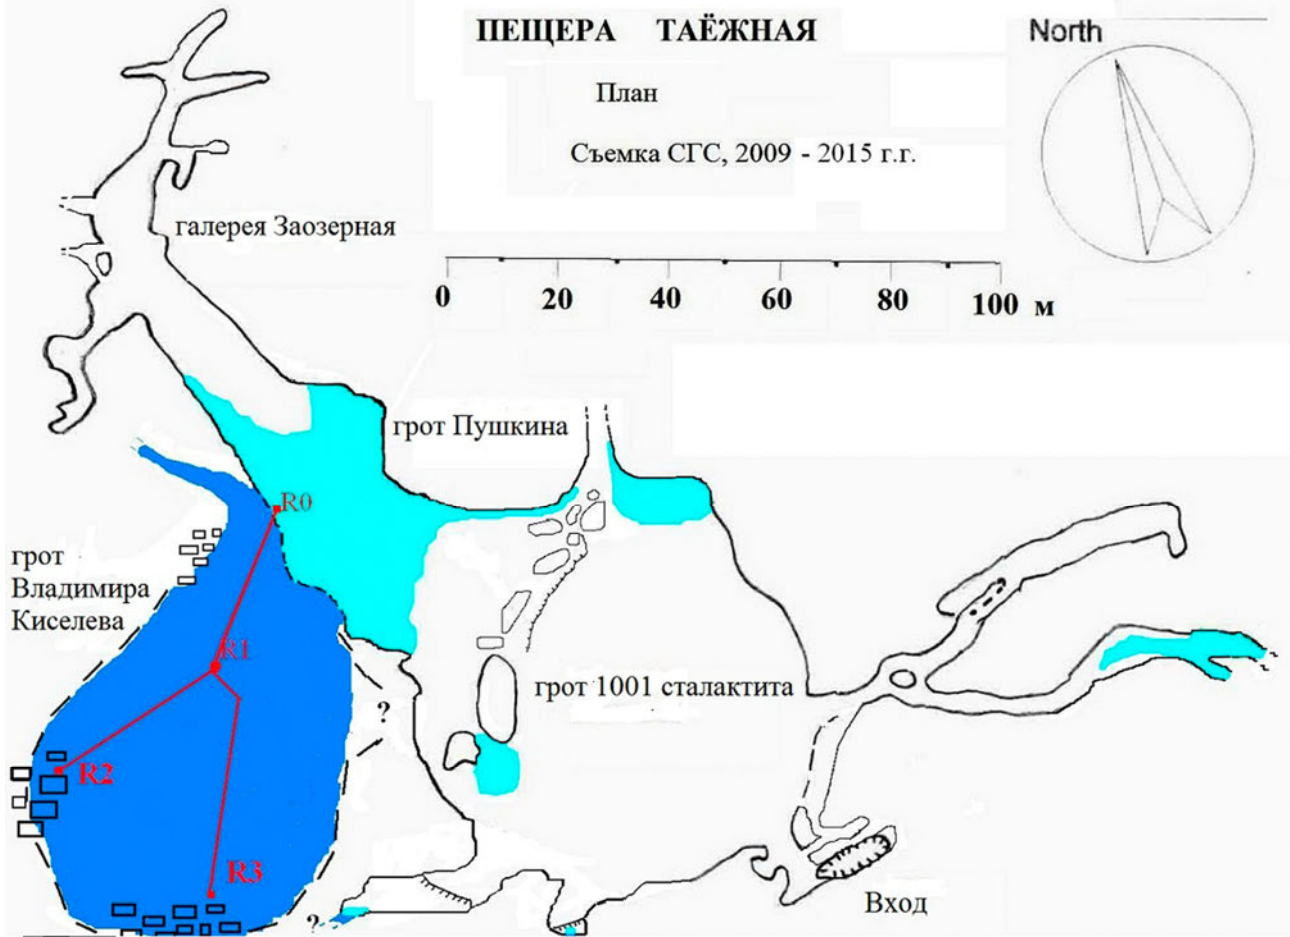 ПЕЩЕРА ТАЁЖНАЯ
North
План
Съемка СГС, 2009 - 2015 г.г.
галерея Заозерная
0 20 40 60 80 100 м
грот Пушкина
R0
грот
Владимира
Киселева
R1
грот 1001 сталактита
?
R2
R3
Вход
?